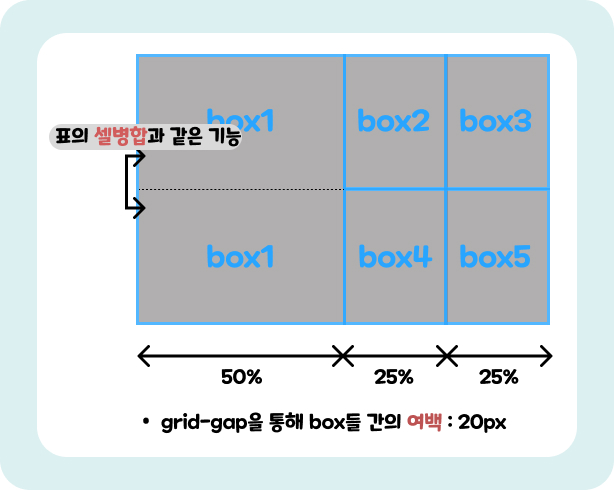 box1 box2 box3
표의 셀병합과 같은 기능
box1 box4 box5
50% 25% 25%
• grid-gap을 통해 box들 간의 여백 : 20px